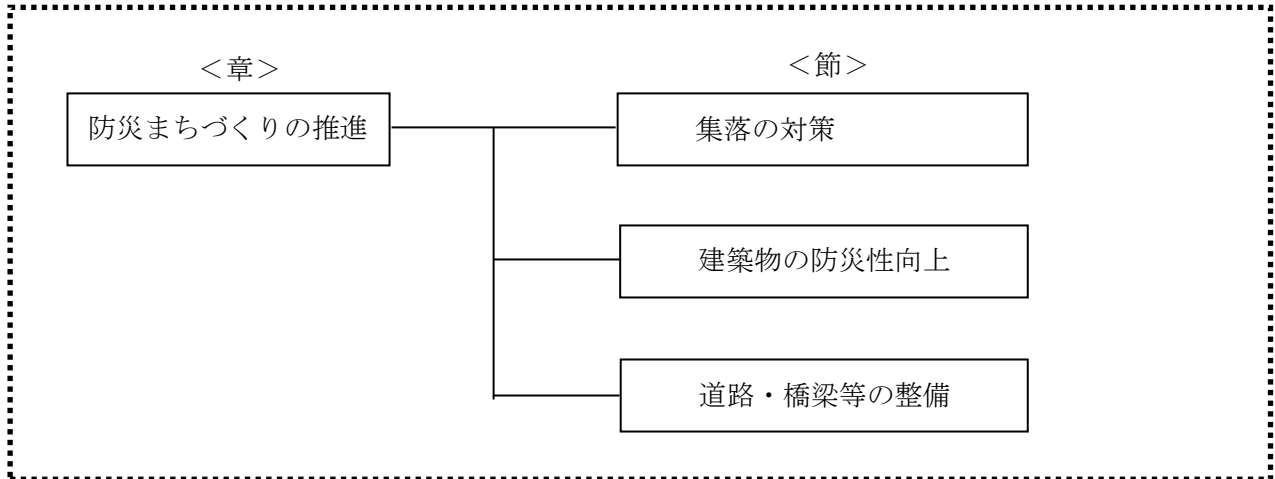 ＜章＞
＜節＞
防災まちづくりの推進
集落の対策
建築物の防災性向上
道路・橋梁等の整備